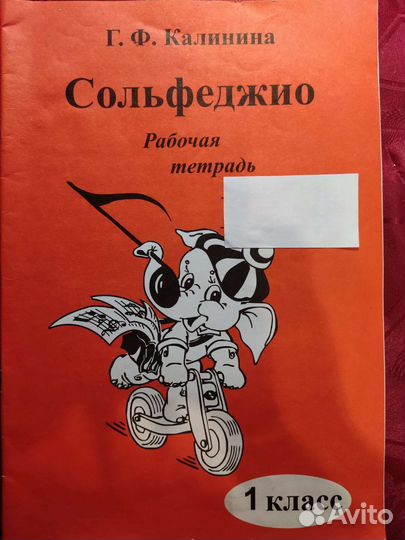 Г. Ф. Калинина
Сольфеджио
Рабочая
тетрадь
1 класс
Avito